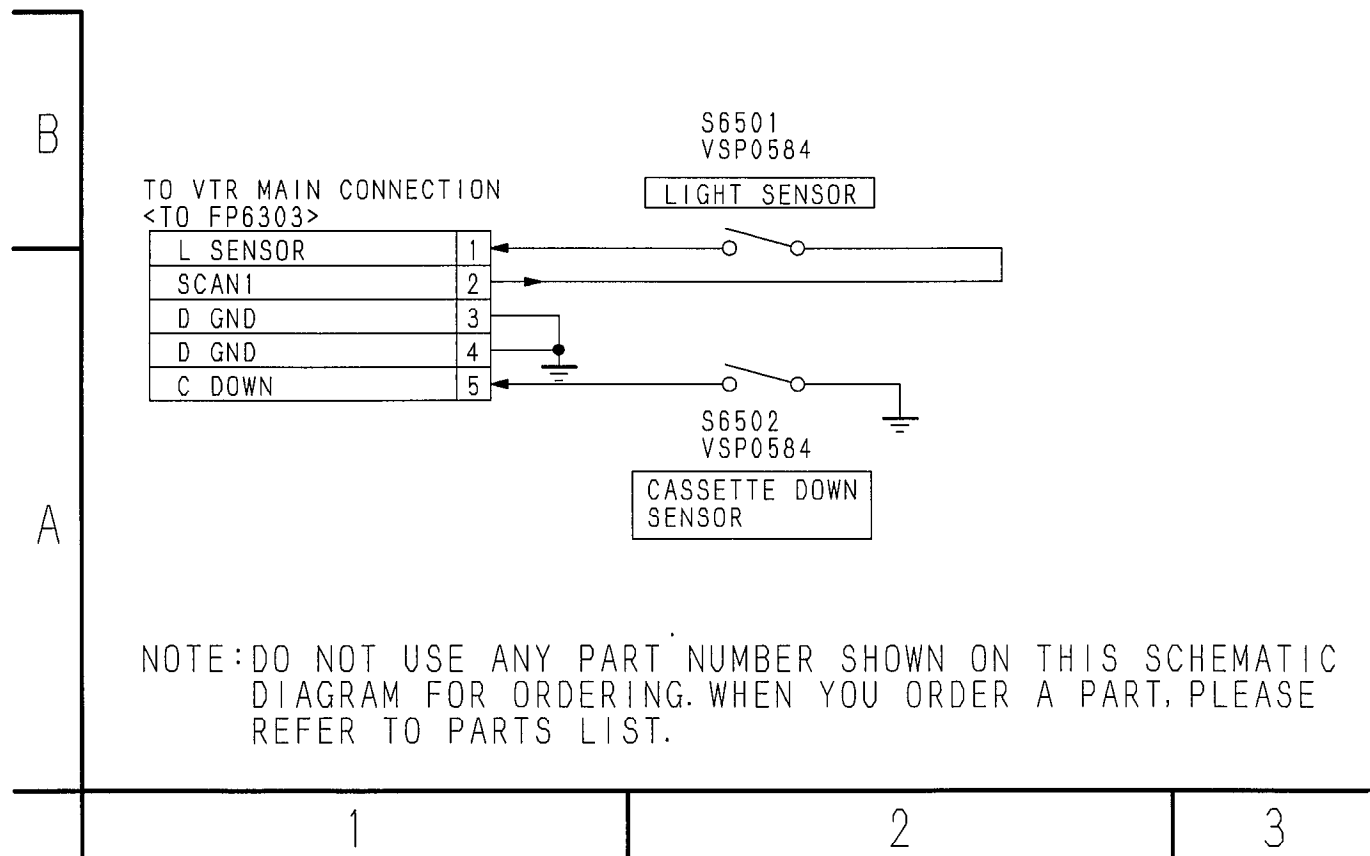 B
S6501
VSP0584
LIGHT SENSOR
TO VTR MAIN CONNECTION
<TO FP6303>
L SENSOR 1
SCAN1 2
D GND 3
D GND 4
C DOWN 5
S6502
VSP0584
CASSETTE DOWN
SENSOR
A
NOTE:DO NOT USE ANY PART NUMBER SHOWN ON THIS SCHEMATIC
DIAGRAM FOR ORDERING. WHEN YOU ORDER A PART, PLEASE
REFER TO PARTS LIST.
1 2 3